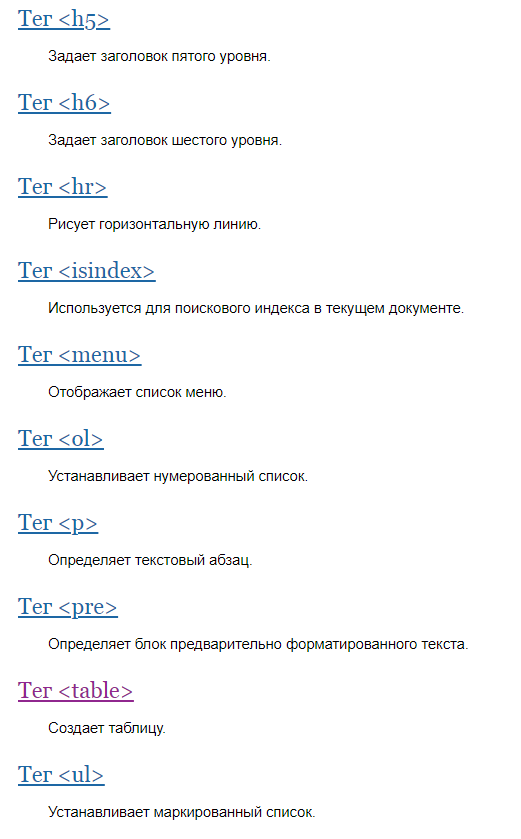 Тег <h5>
Задает заголовок пятого уровня.
Тег <h6>
Задает заголовок шестого уровня.
Тег <hr>
Рисует горизонтальную линию.
Тег <isindex>
Используется для поискового индекса в текущем документе.
Тег <menu>
Отображает список меню.
Тег <ol>
Устанавливает нумерованный список.
Тег <p>
Определяет текстовый абзац.
Тег <pre>
Определяет блок предварительно форматированного текста.
Тег <table>
Создает таблицу.
Тег <ul>
Устанавливает маркированный список.